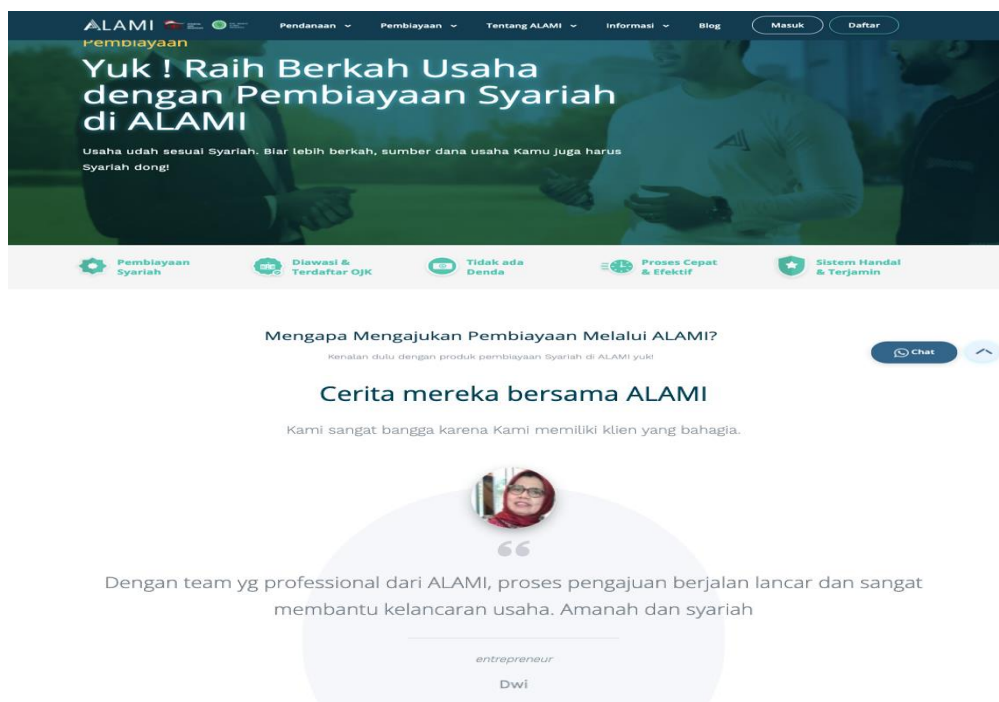 ALAMI
Pendanaan
Pembiayaan
Tentang ALAMI
Informasi
Blog
Masuk
Daftar
Pembiayaan
Yuk ! Raih Berkah Usaha
dengan Pembiayaan Syariah
di ALAMI
Usaha udah sesuai Syariah. Biar lebih berkah, sumber dana usaha Kamu juga harus
Syariah dong!
Pembiayaan
Syariah
Diawasi &
Terdaftar OJK
Tidak ada
Denda
Proses Cepat
& Efektif
Sistem Handal
& Terjamin
Mengapa Mengajukan Pembiayaan Melalui ALAMI?
Kenalan dulu dengan produk pembiayaan Syariah di ALAMI yuk!
Chat
Cerita mereka bersama ALAMI
Kami sangat bangga karena Kami memiliki klien yang bahagia.
“
Dengan team yg professional dari ALAMI, proses pengajuan berjalan lancar dan sangat
membantu kelancaran usaha. Amanah dan syariah
entrepreneur
Dwi